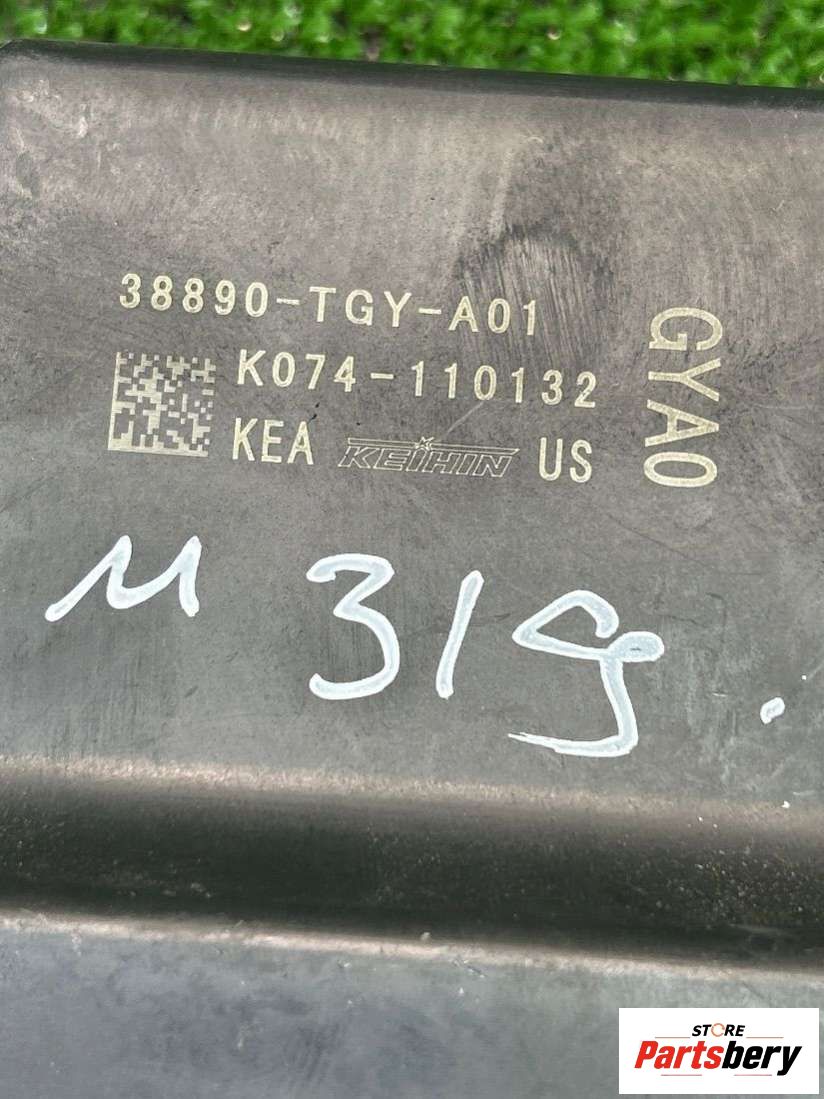 38890-TGY-A01
K074-110132
KEA KEIHIN US
GYA0
M 319.
STORE
Partsbery